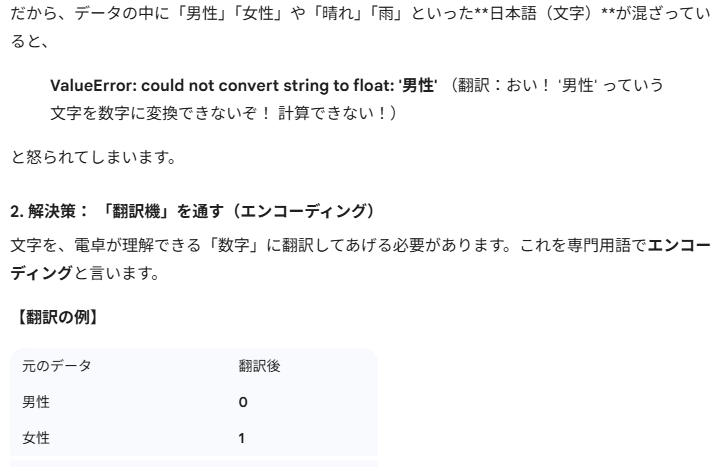 だから、データの中に「男性」「女性」や「晴れ」「雨」といった**日本語（文字）**が混ざってい
ると、
ValueError: could not convert string to float: '男性' （翻訳：おい！ '男性' っていう
文字を数字に変換できないぞ！ 計算できない！）
と怒られてしまいます。
2. 解決策： 「翻訳機」を通す（エンコーディング）
文字を、電卓が理解できる「数字」に翻訳してあげる必要があります。これを専門用語でエンコー
ディングと言います。
【翻訳の例】
元のデータ 翻訳後
男性 0
女性 1